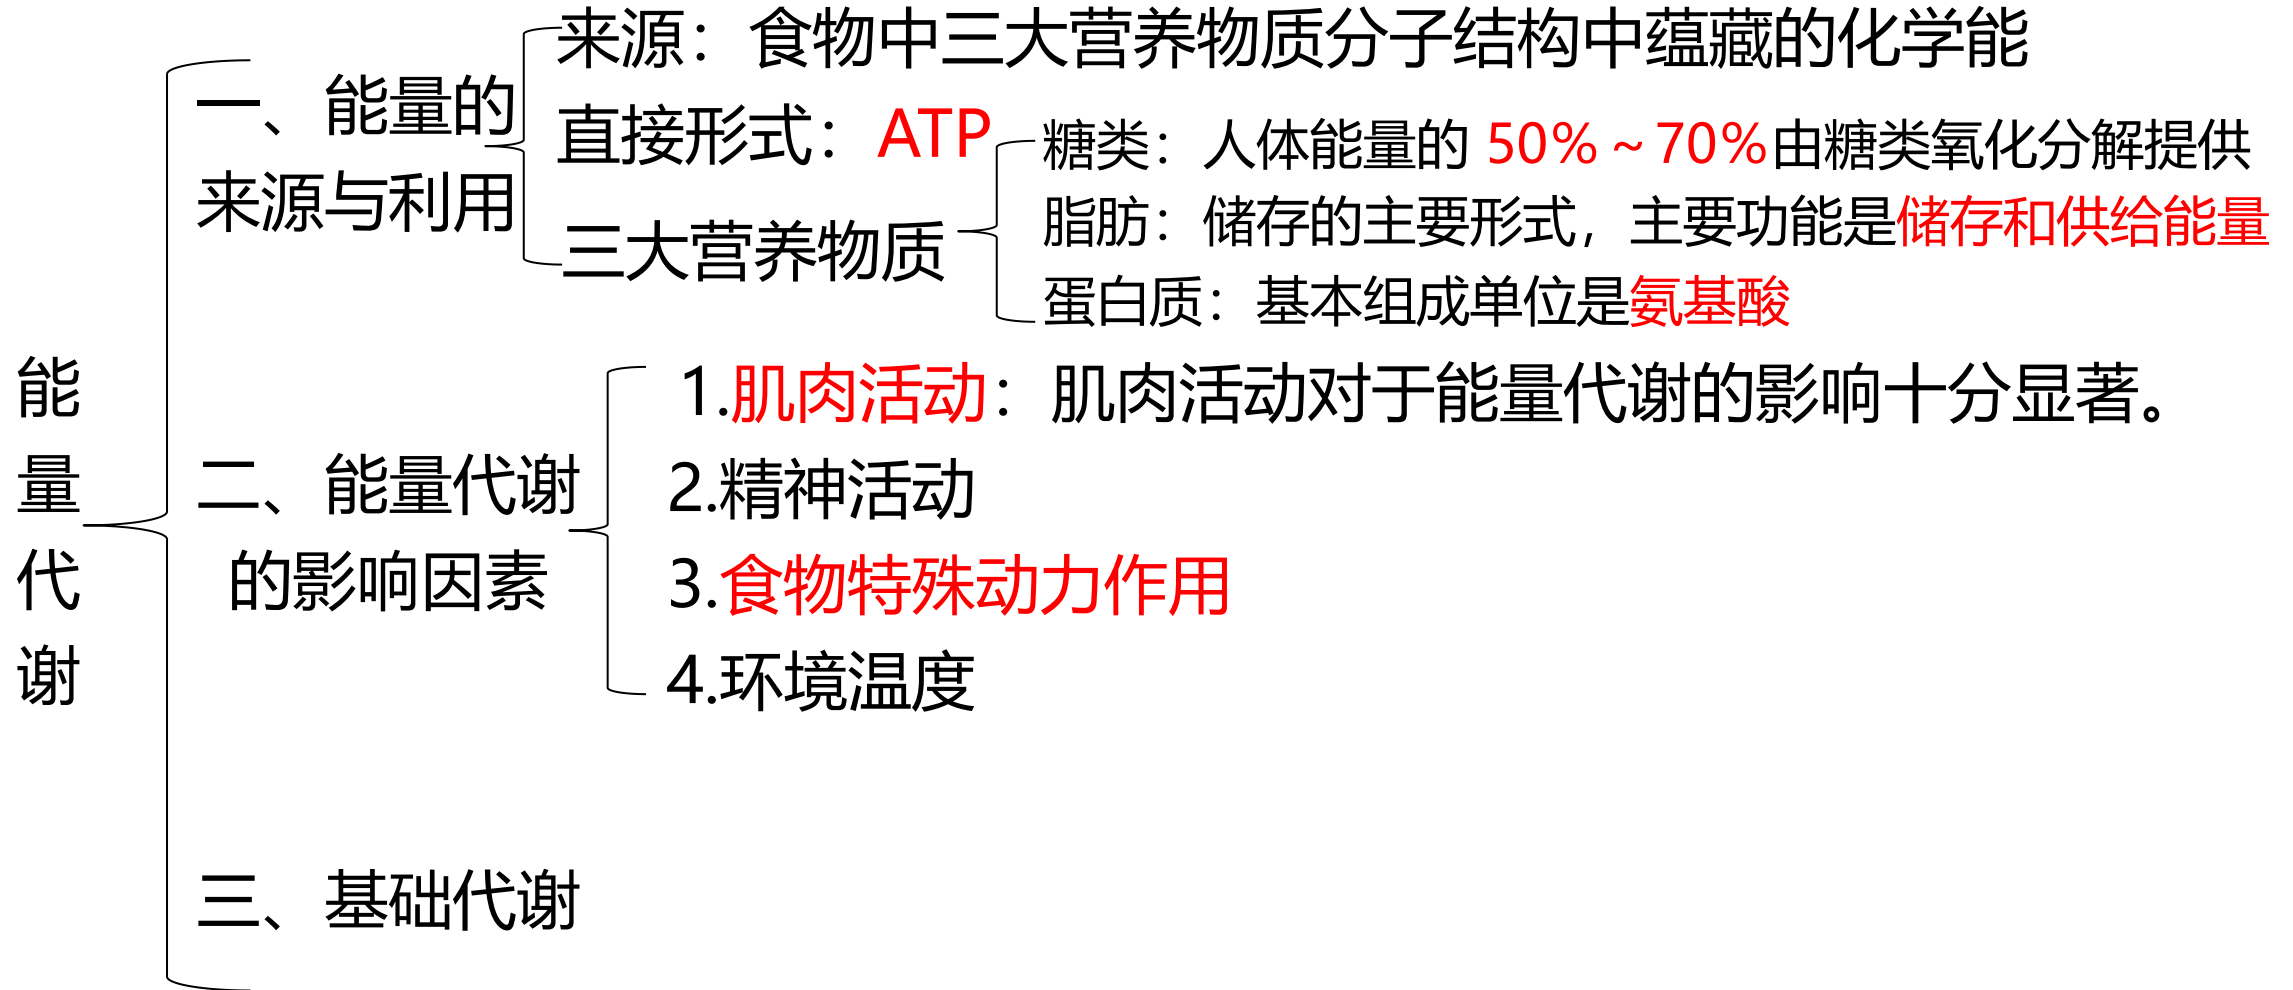 能量代谢
一、能量的
来源与利用
来源：食物中三大营养物质分子结构中蕴藏的化学能
直接形式：ATP
三大营养物质
糖类：人体能量的 50%~70%由糖类氧化分解提供
脂肪：储存的主要形式，主要功能是储存和供给能量
蛋白质：基本组成单位是氨基酸
二、能量代谢
的影响因素
1.肌肉活动：肌肉活动对于能量代谢的影响十分显著。
2.精神活动
3.食物特殊动力作用
4.环境温度
三、基础代谢